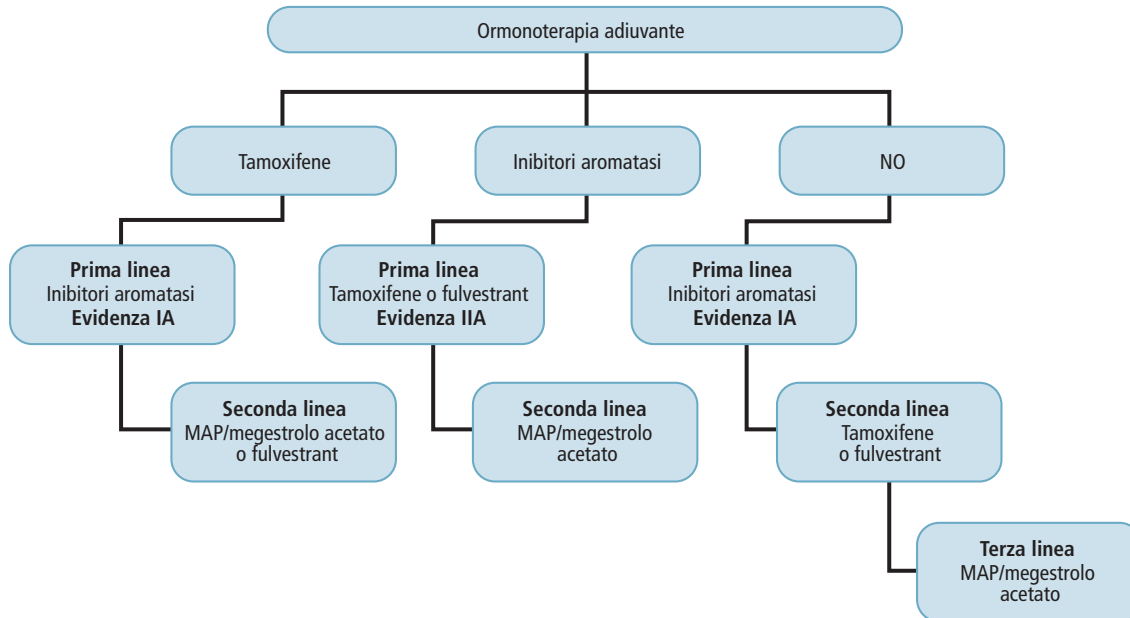 Ormonoterapia adiuvante
Tamoxifene
Inibitori aromatasi
NO
Prima linea
Inibitori aromatasi
Evidenza IA
Prima linea
Tamoxifene o fulvestrant
Evidenza IIA
Prima linea
Inibitori aromatasi
Evidenza IA
Seconda linea
MAP/megestrolo acetato
o fulvestrant
Seconda linea
MAP/megestrolo
acetato
Seconda linea
Tamoxifene
o fulvestrant
Terza linea
MAP/megestrolo
acetato